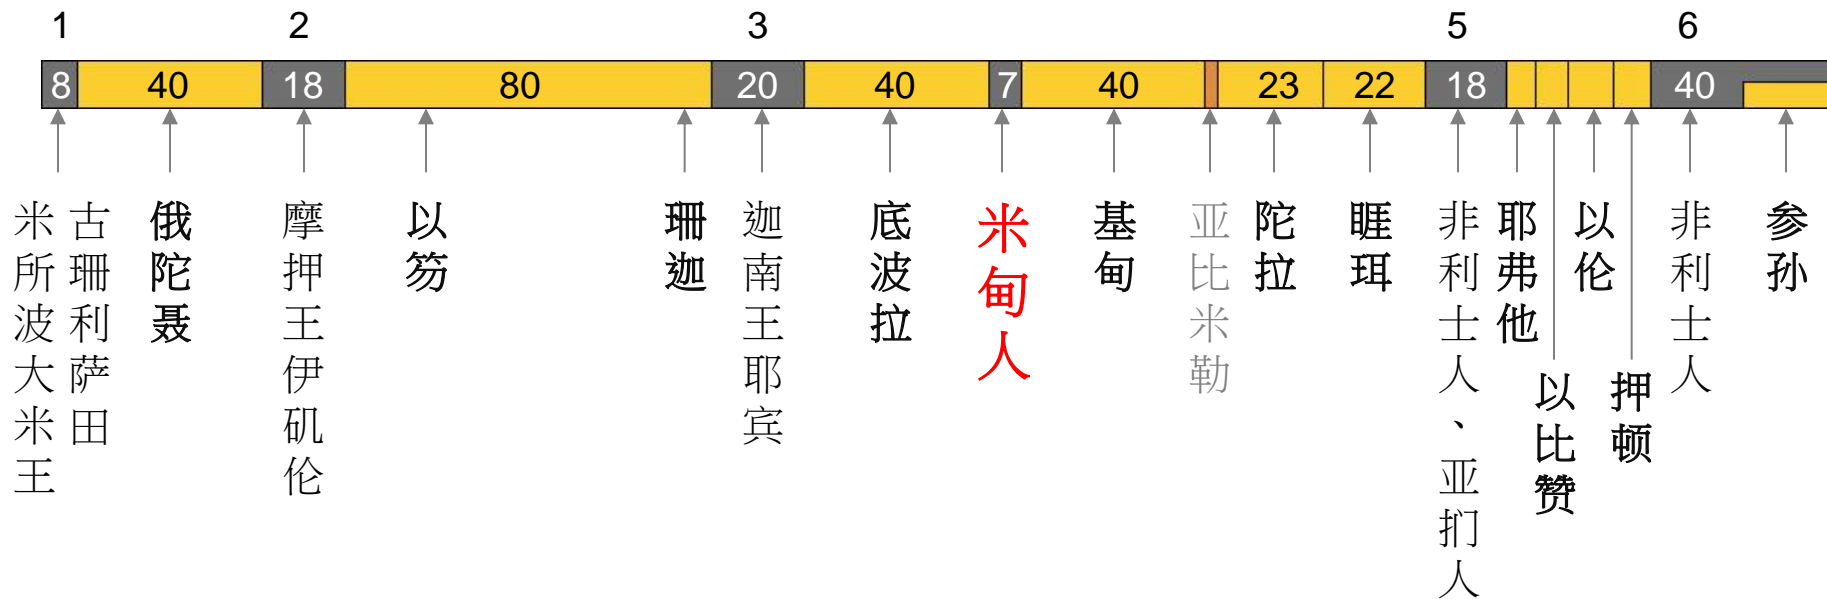 1 2 3 5 6
8 40 18 80 20 40 7 40 23 22 18 40
米所波大米王
古珊利萨田
俄陀聂
摩押王伊矶伦
以笏
珊迦
迦南王耶宾
底波拉
米甸人
基甸
亚比米勒
陀拉
睚珥
非利士人、亚扪人
耶弗他
以比赞
以伦
押顿
非利士人
参孙